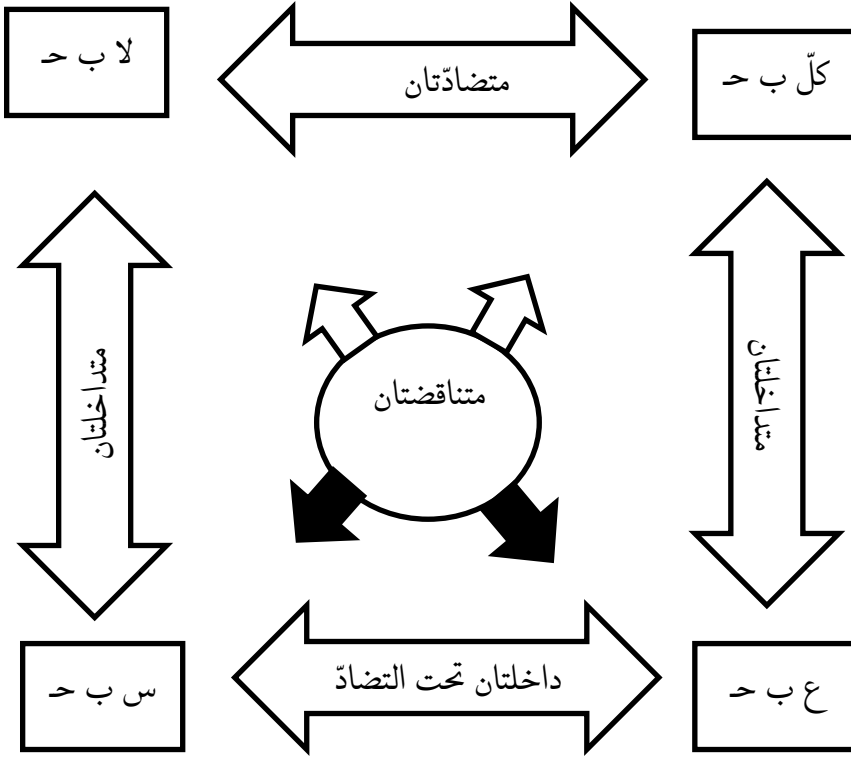 كلّ ب حـ
متضادّتان
لا ب حـ
متداخلتان
متناقضتان
متداخلتان
ع ب حـ
داخلتان تحت التضادّ
س ب حـ